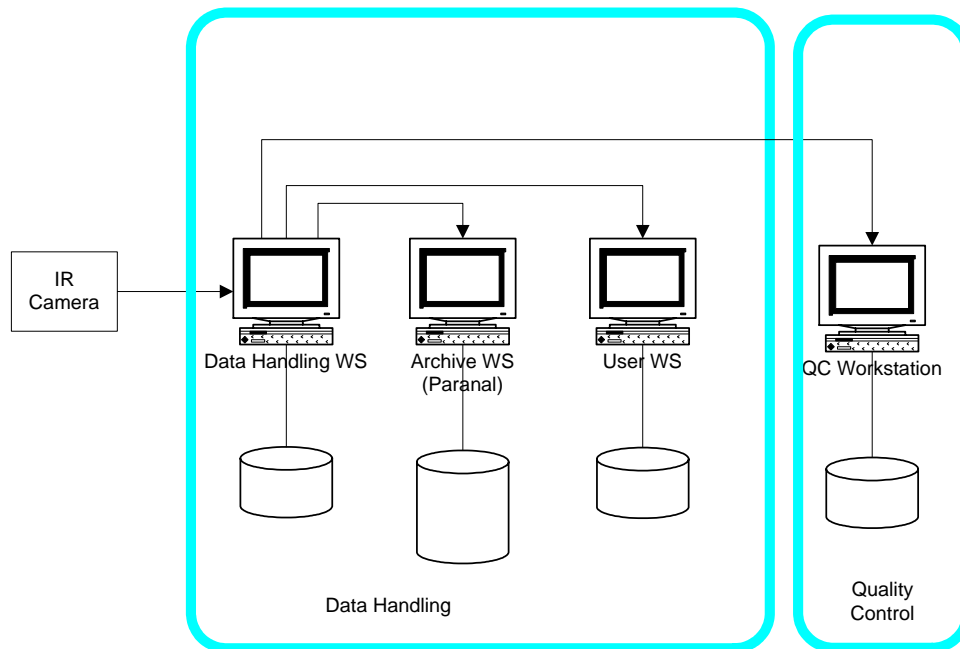 IR
Camera
Data Handling WS
Archive WS
(Paranal)
User WS
QC Workstation
Data Handling
Quality
Control